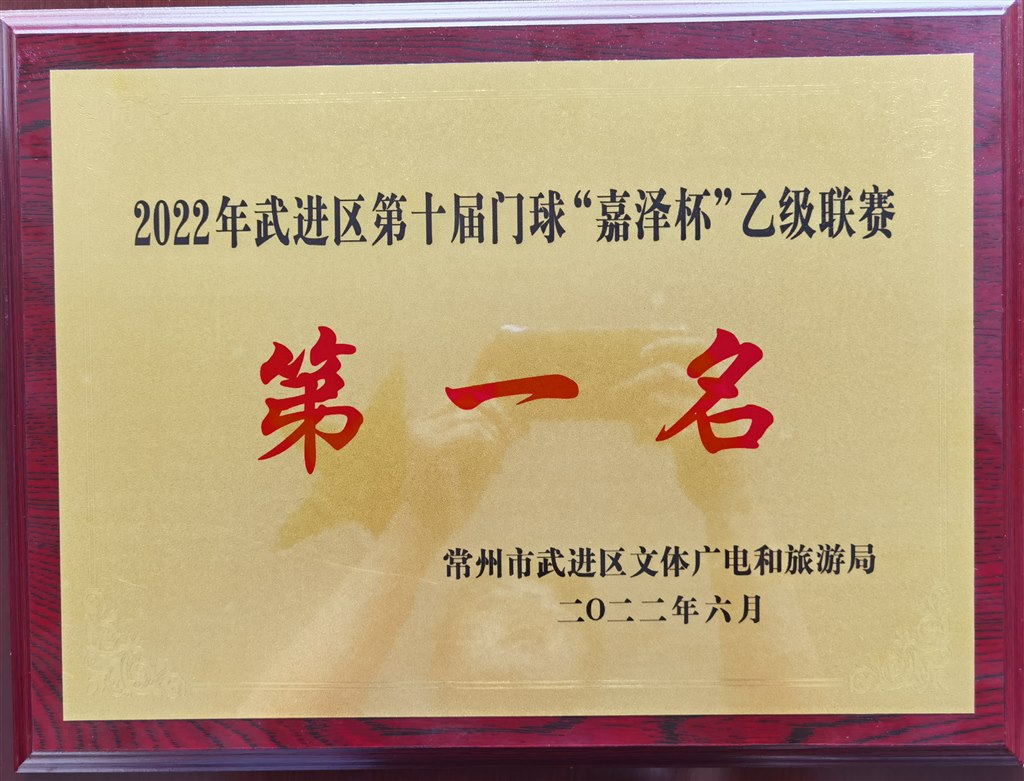 2022年武进区第十届门球“嘉泽杯”乙级联赛
第一名
常州市武进区文体广电和旅游局
二〇二二年六月